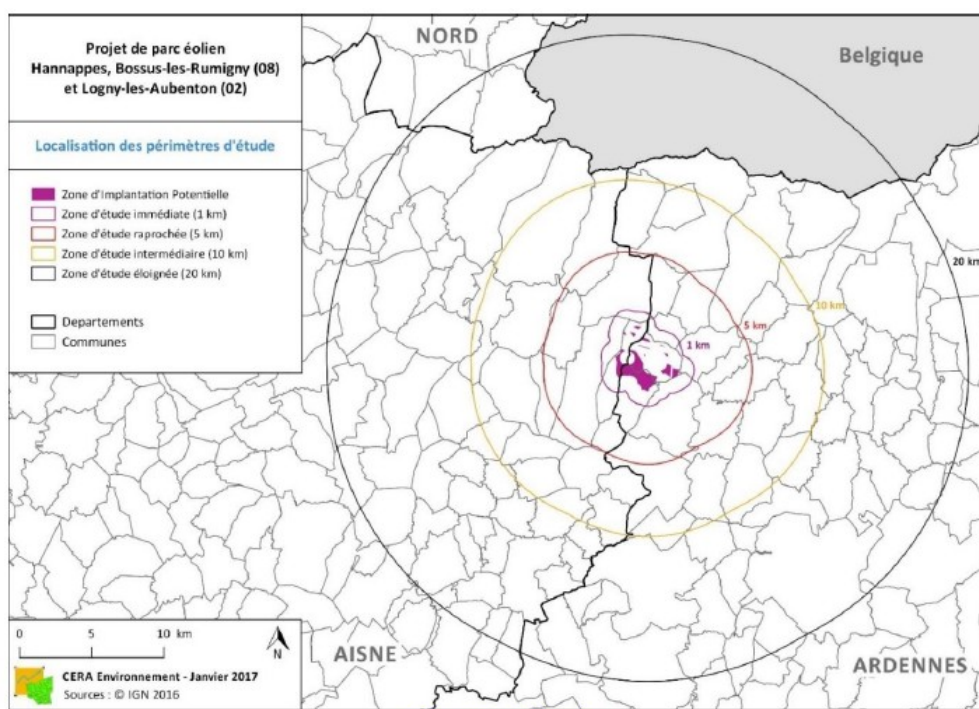 Projet de parc éolien
Hannappes, Bossus-les-Rumigny (08)
et Logny-les-Aubenton (02)
Localisation des périmètres d'étude
Zone d'Implantation Potentielle
Zone d'étude immédiate (1 km)
Zone d'étude raprochée (5 km)
Zone d'étude intermédiaire (10 km)
Zone d'étude éloignée (20 km)
Departements
Communes
NORD
Belgique
20 km
10 km
5 km
1 km
0 5 10 km
N
AISNE
ARDENNES
CERA Environnement - Janvier 2017
Sources : © IGN 2016